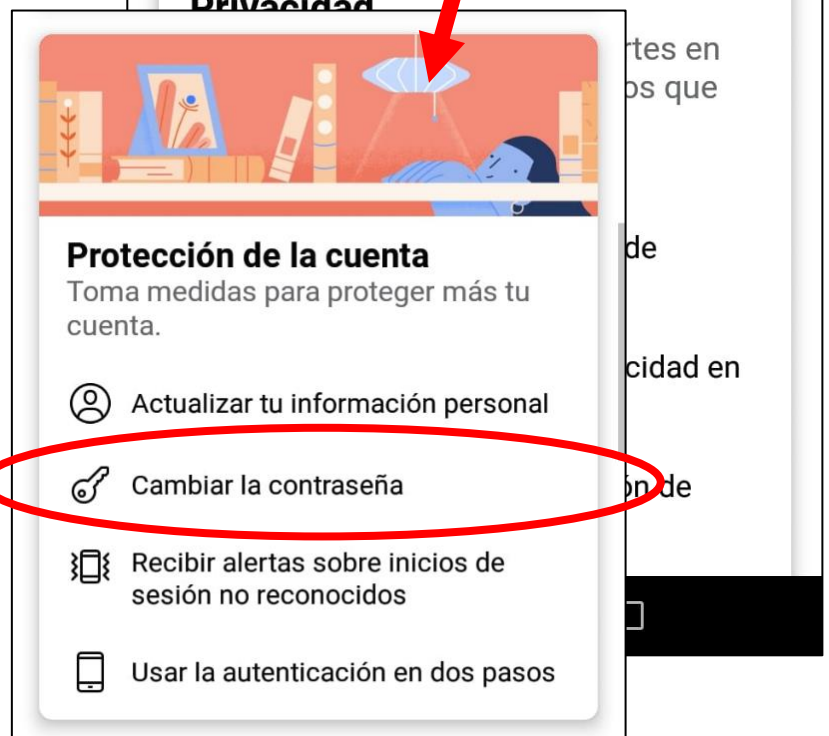 Privacidad
rtes en
os que
Protección de la cuenta
Toma medidas para proteger más tu
cuenta.
Actualizar tu información personal
Cambiar la contraseña
Recibir alertas sobre inicios de
sesión no reconocidos
Usar la autenticación en dos pasos
de
cidad en
ón de